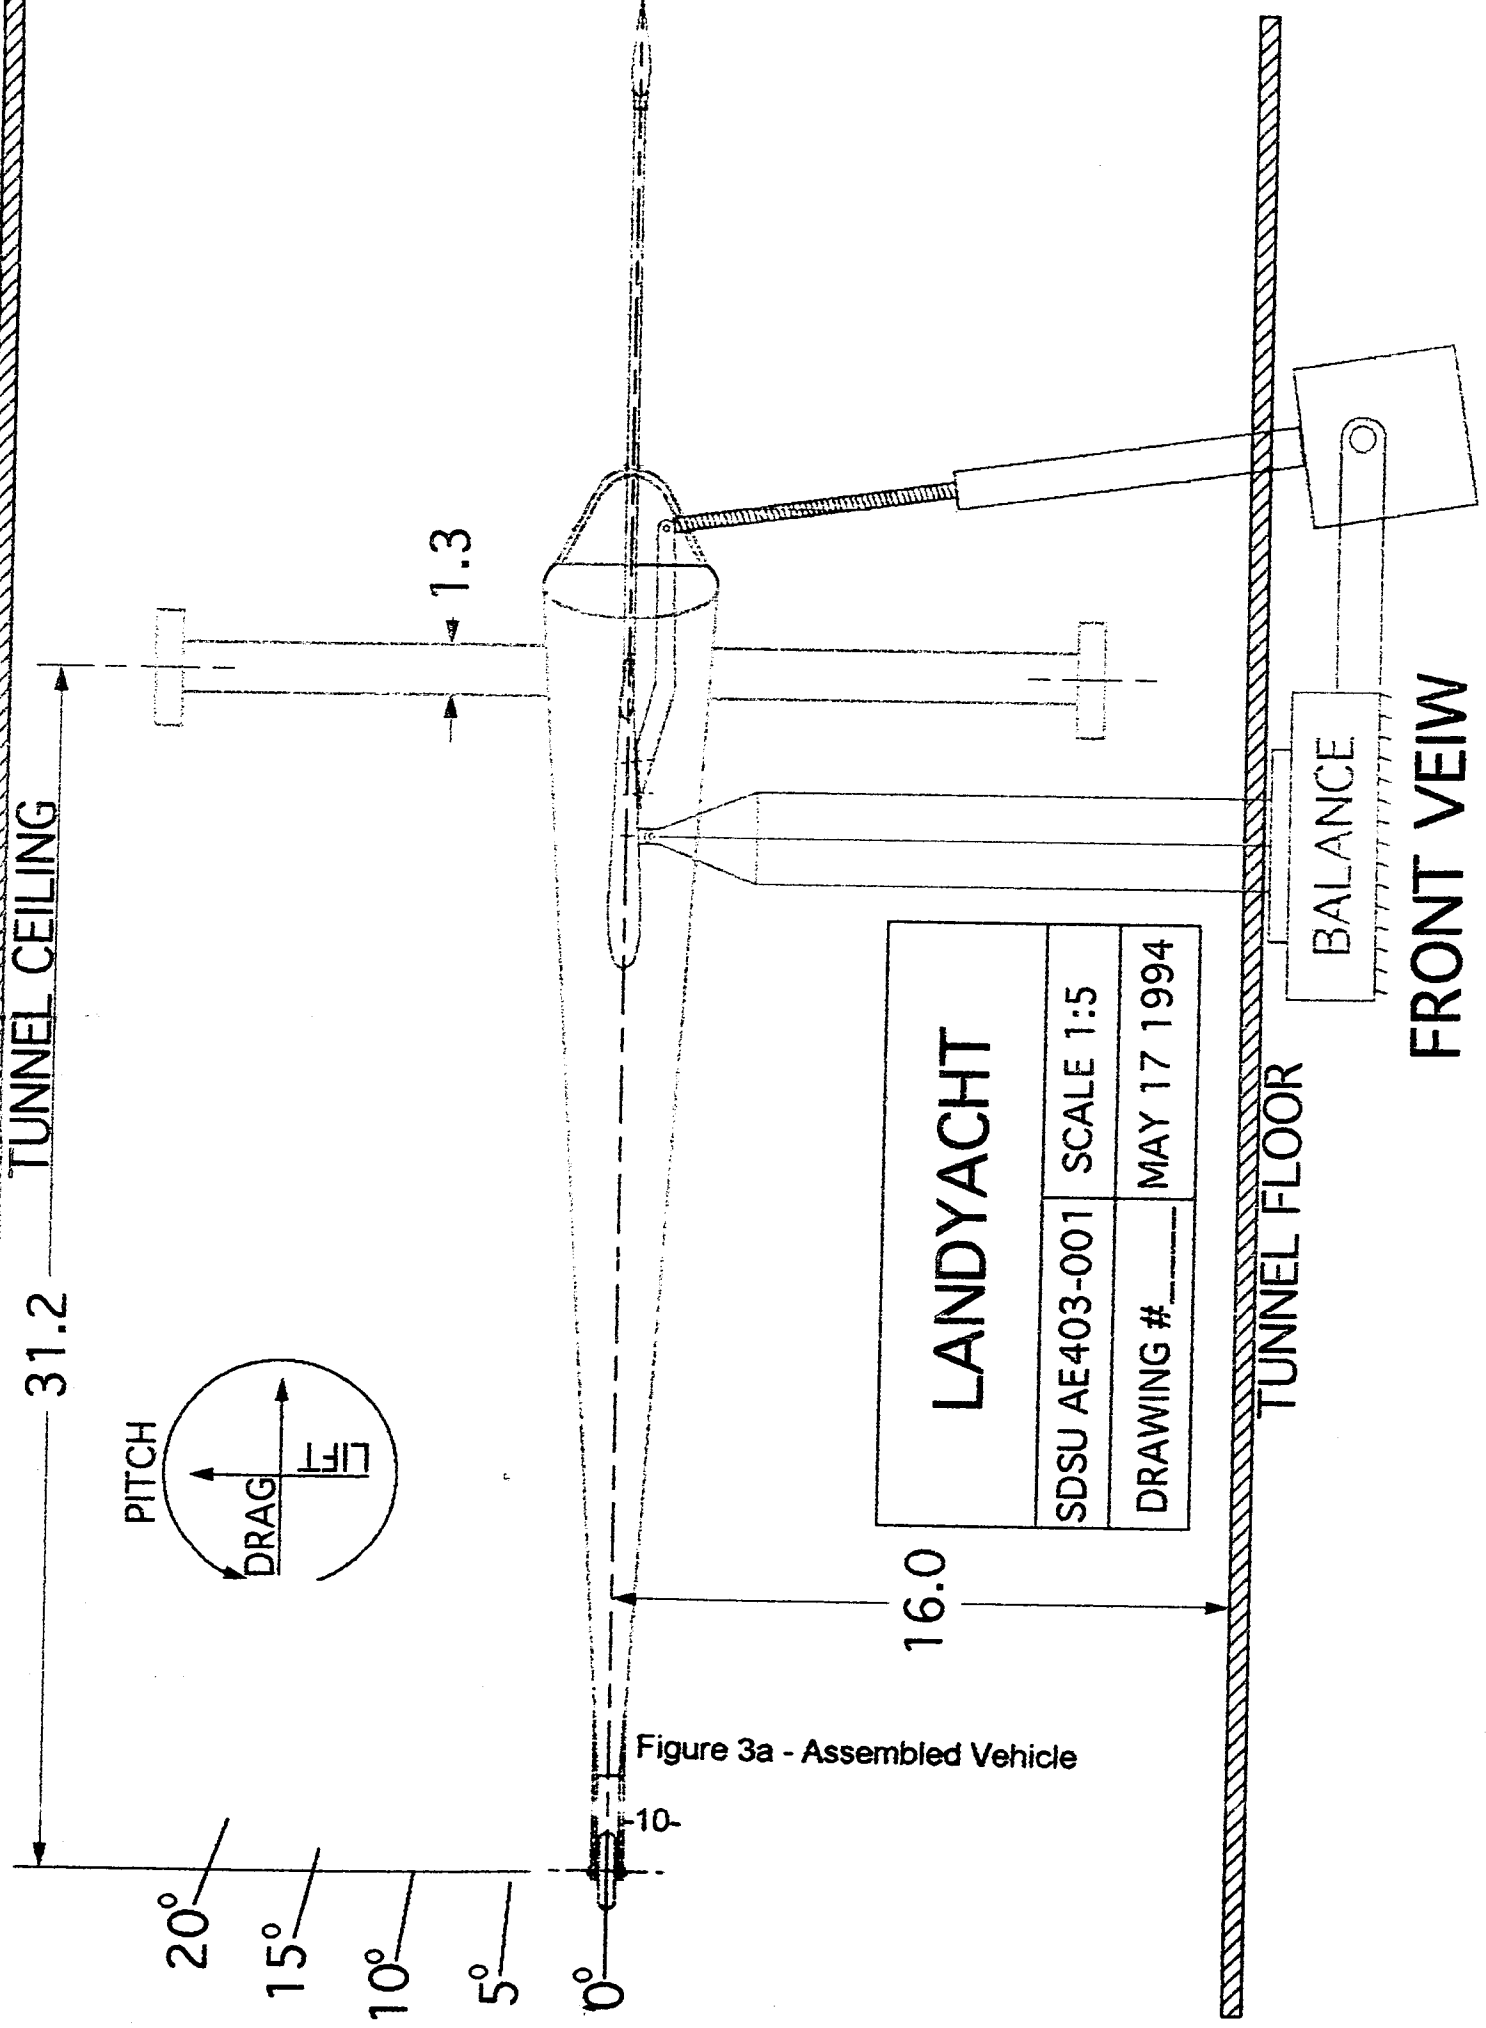 TUNNEL CEILING
31.2
1.3
PITCH
DRAG
LIFT
20°
15°
10°
5°
0°
16.0
LANDYACHT
SDSU AE403-001
SCALE 1:5
DRAWING #____
MAY 17 1994
TUNNEL FLOOR
BALANCE
FRONT VEIW
Figure 3a - Assembled Vehicle
-10-